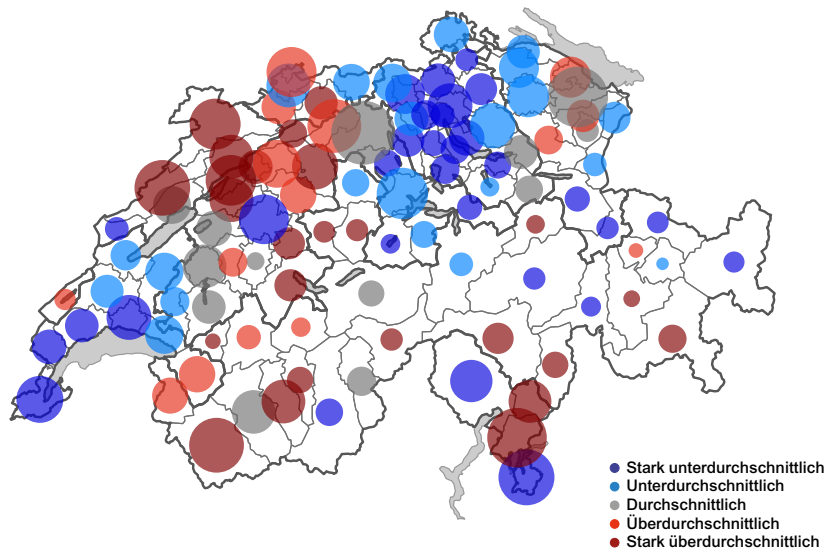 Stark unterdurchschnittlich
Unterdurchschnittlich
Durchschnittlich
Überdurchschnittlich
Stark überdurchschnittlich